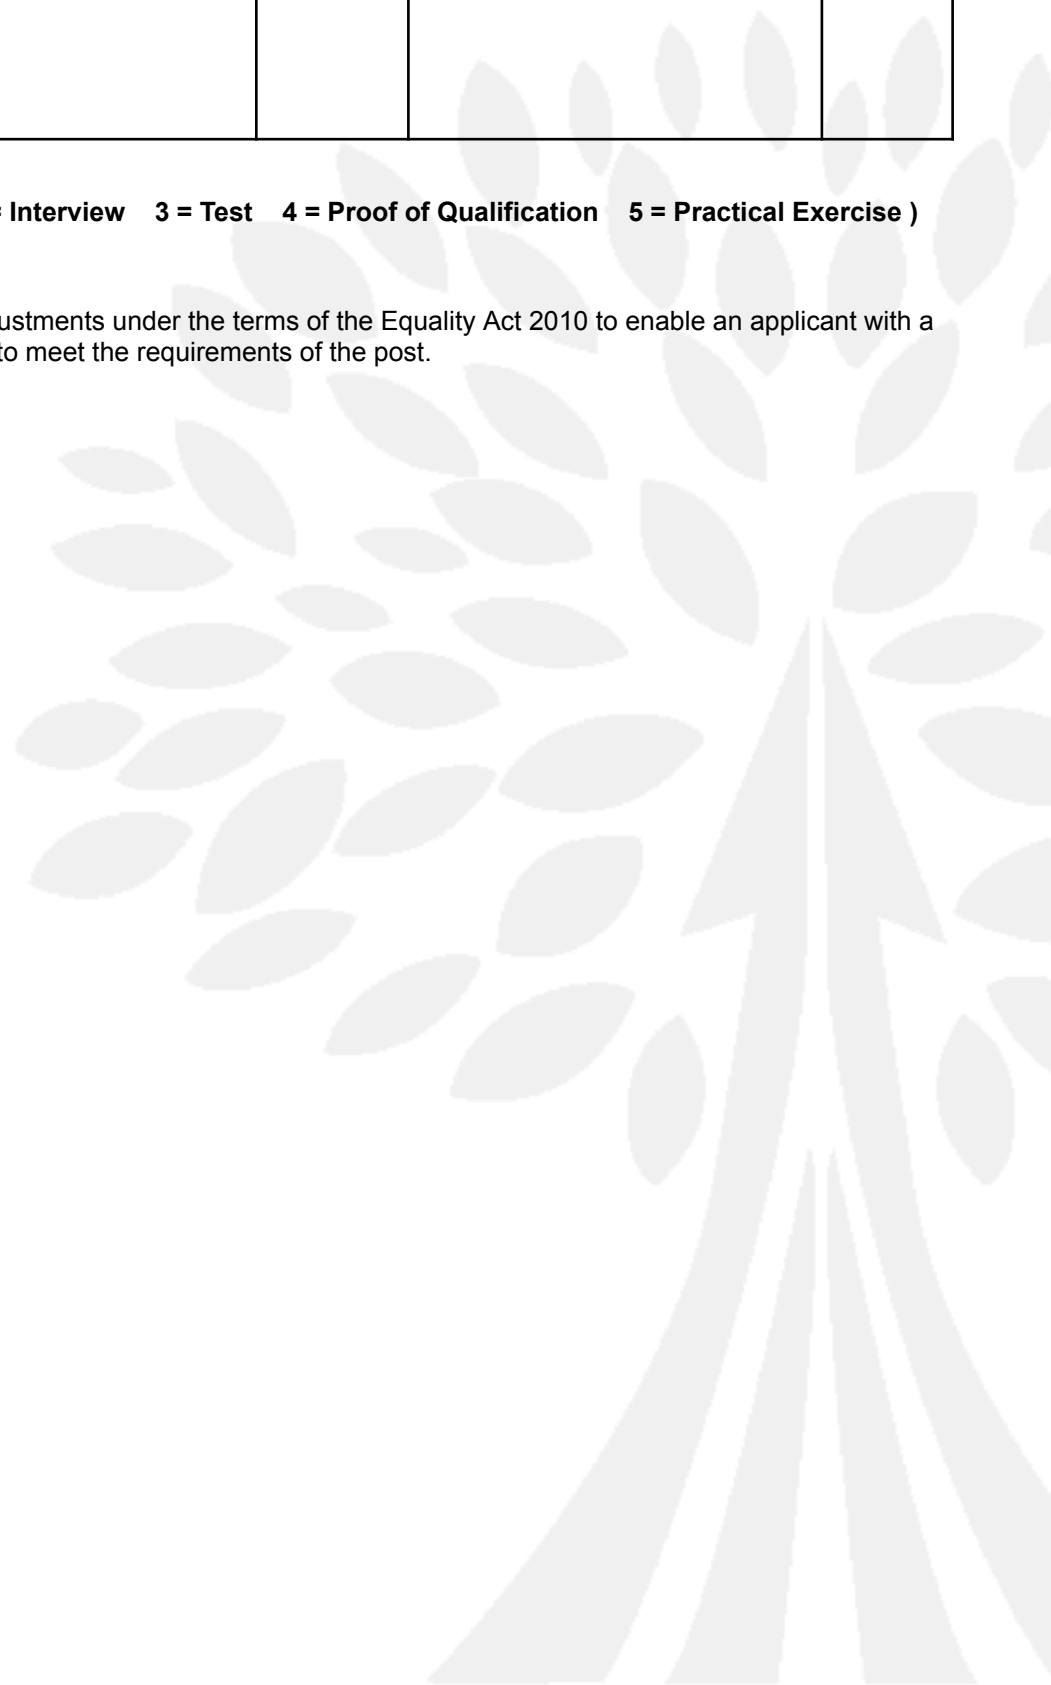 = Interview 3 = Test 4 = Proof of Qualification 5 = Practical Exercise )
ustments under the terms of the Equality Act 2010 to enable an applicant with a
to meet the requirements of the post.